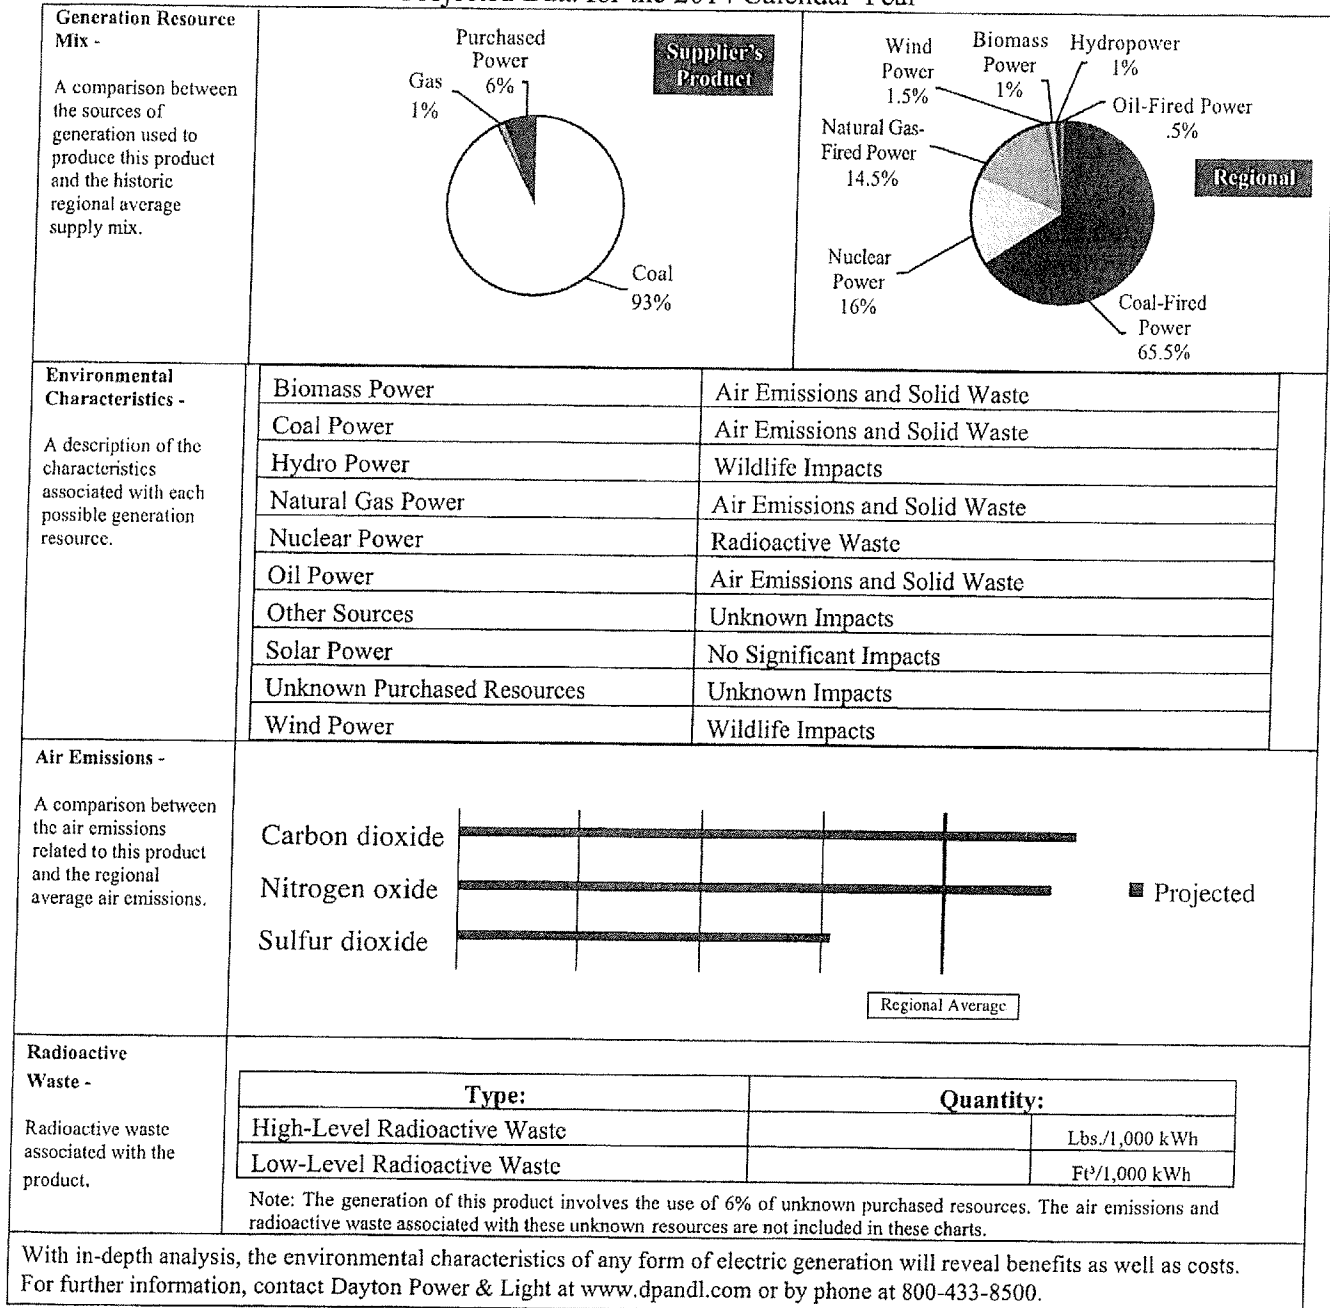 for the 2014 Calendar Year
Generation Resource
Mix -
A comparison between
the sources of
generation used to
produce this product
and the historic
regional average
supply mix.
Purchased
Power
6%
Gas
1%
Supplier's
Product
Coal
93%
Wind
Power
1.5%
Biomass
Power
1%
Hydropower
1%
Oil-Fired Power
.5%
Natural Gas-
Fired Power
14.5%
Regional
Nuclear
Power
16%
Coal-Fired
Power
65.5%
Environmental
Characteristics -
A description of the
characteristics
associated with each
possible generation
resource.
Biomass Power Air Emissions and Solid Waste
Coal Power Air Emissions and Solid Waste
Hydro Power Wildlife Impacts
Natural Gas Power Air Emissions and Solid Waste
Nuclear Power Radioactive Waste
Oil Power Air Emissions and Solid Waste
Other Sources Unknown Impacts
Solar Power No Significant Impacts
Unknown Purchased Resources Unknown Impacts
Wind Power Wildlife Impacts
Air Emissions -
A comparison between
the air emissions
related to this product
and the regional
average air emissions.
Carbon dioxide
Nitrogen oxide
Sulfur dioxide
Projected
Regional Average
Radioactive
Waste -
Radioactive waste
associated with the
product.
Type: Quantity:
High-Level Radioactive Waste Lbs./1,000 kWh
Low-Level Radioactive Waste Ft³/1,000 kWh
Note: The generation of this product involves the use of 6% of unknown purchased resources. The air emissions and
radioactive waste associated with these unknown resources are not included in these charts.
With in-depth analysis, the environmental characteristics of any form of electric generation will reveal benefits as well as costs.
For further information, contact Dayton Power & Light at www.dpandl.com or by phone at 800-433-8500.